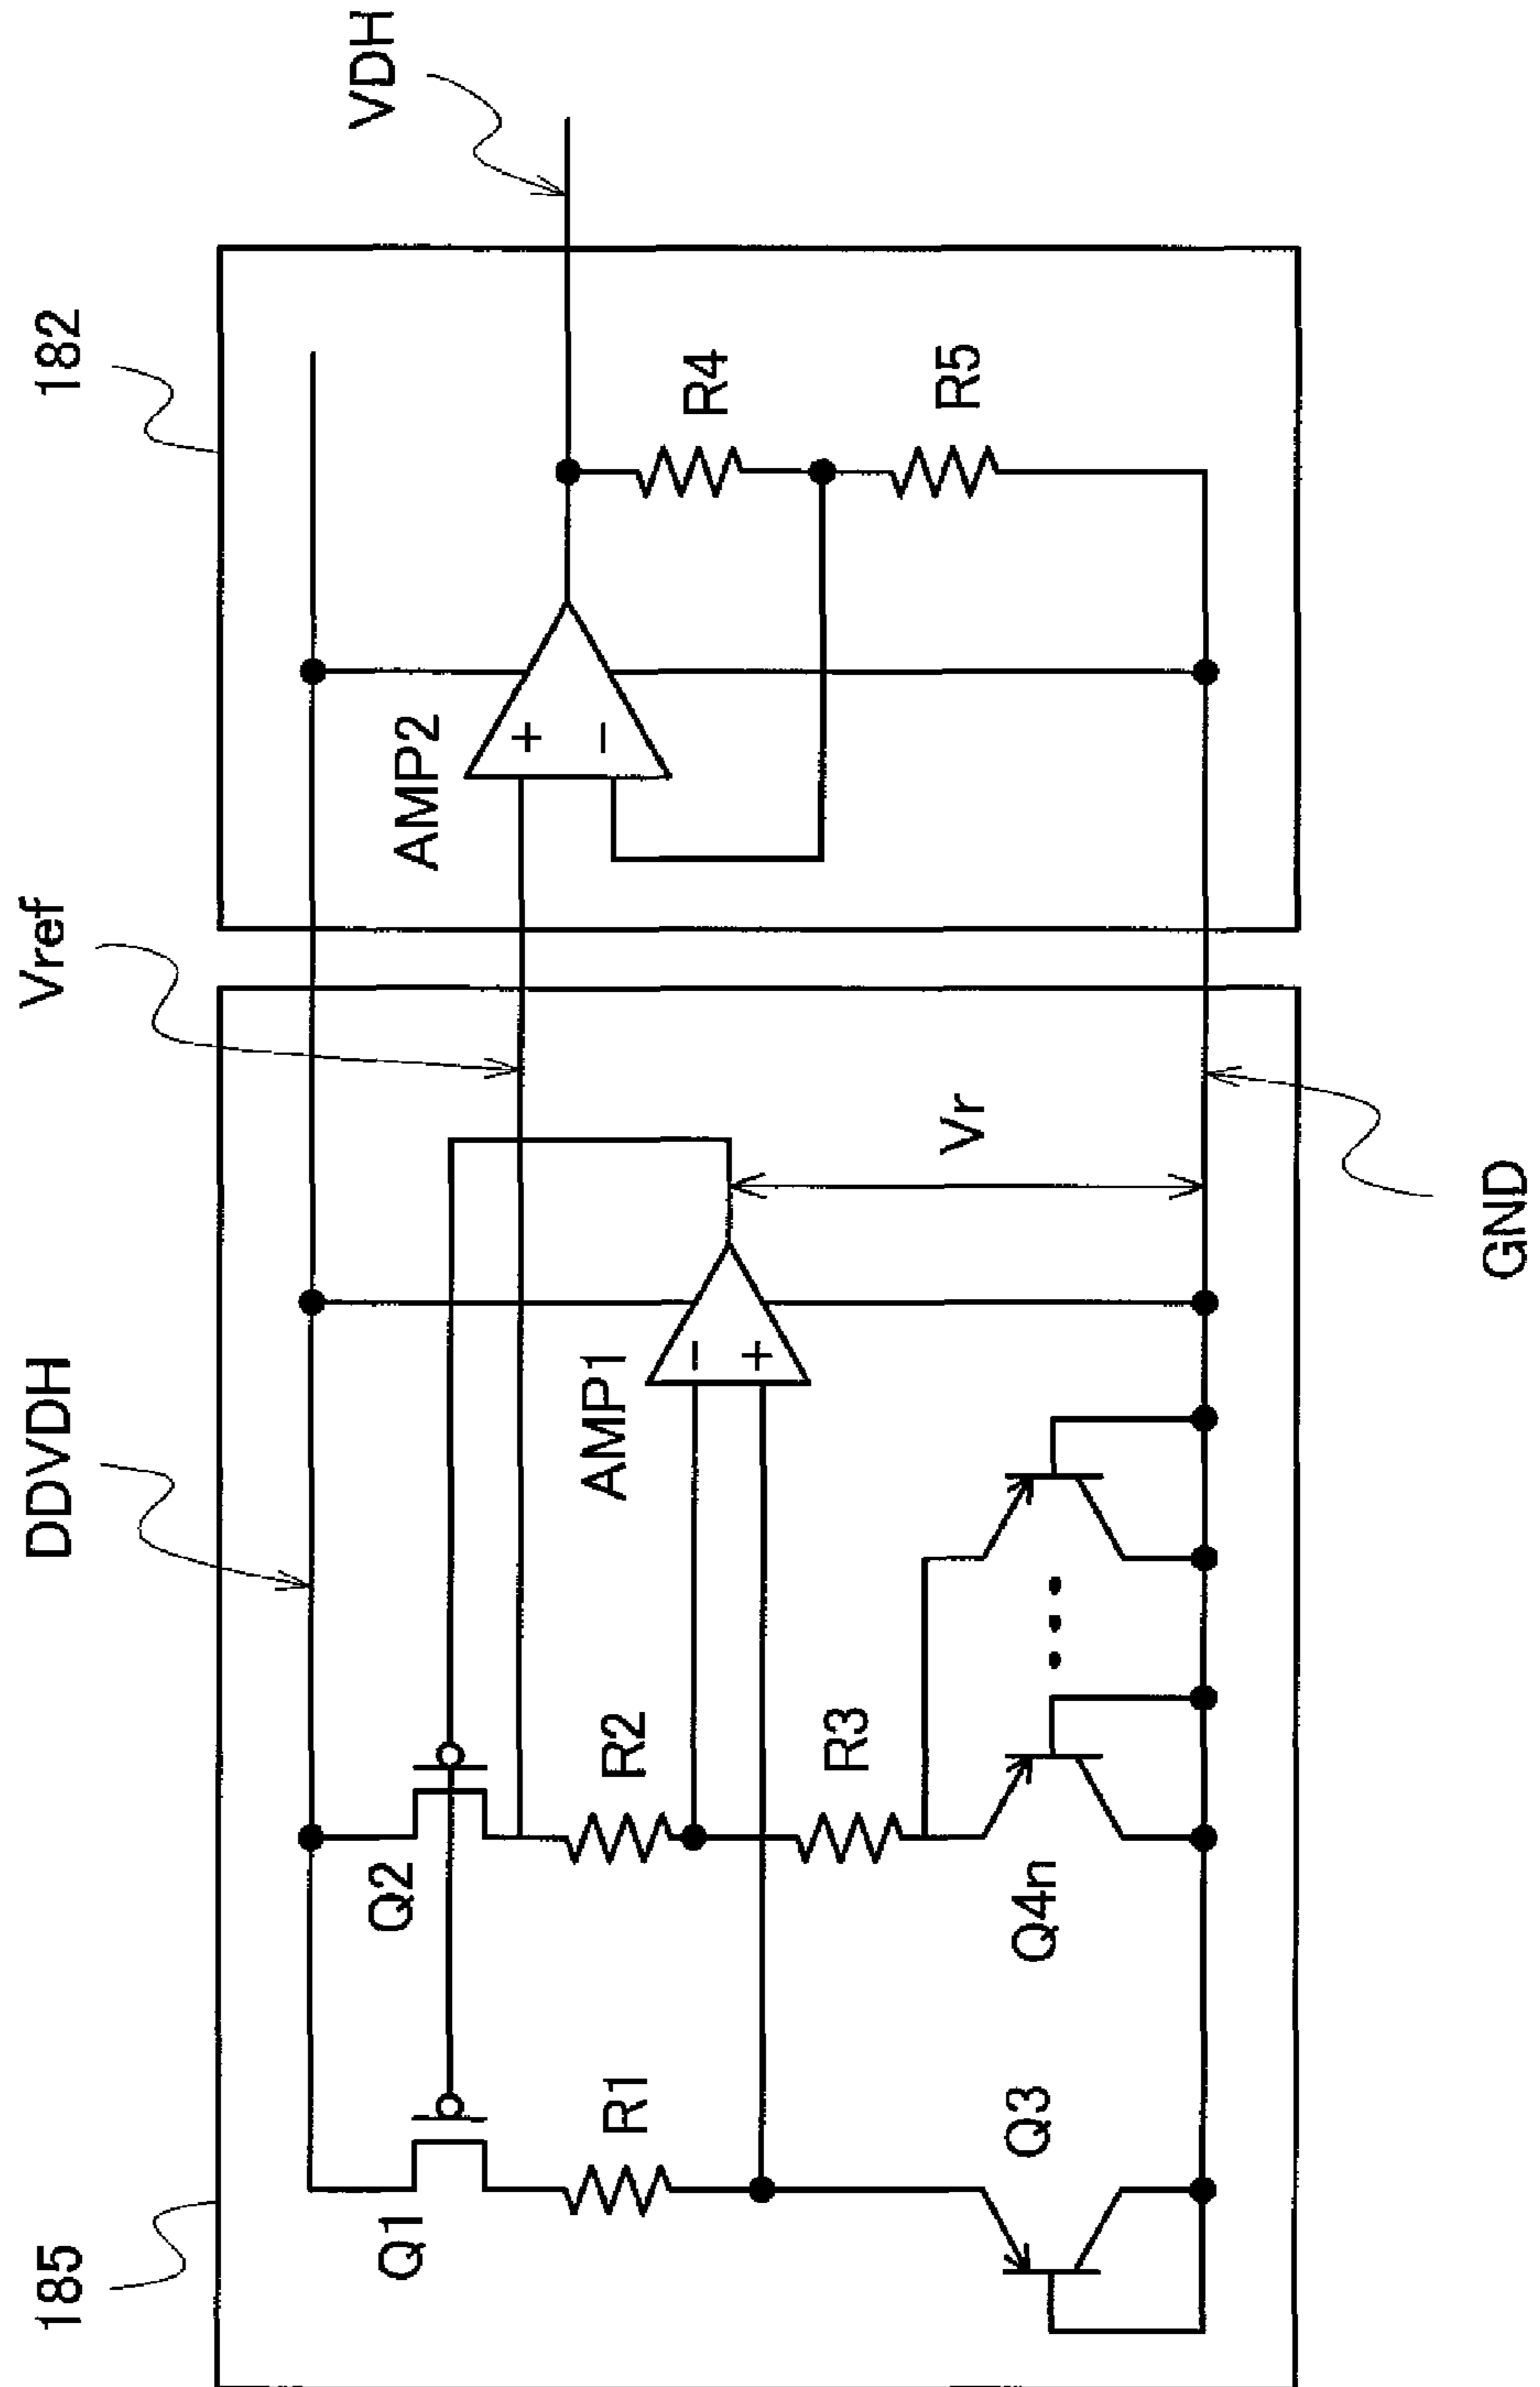 185
DDVDH
Vref
182
VDH
Q1
Q2
R1
R2
AMP1
−
+
AMP2
+
−
R4
R5
R3
Vr
Q3
Q4n
GND